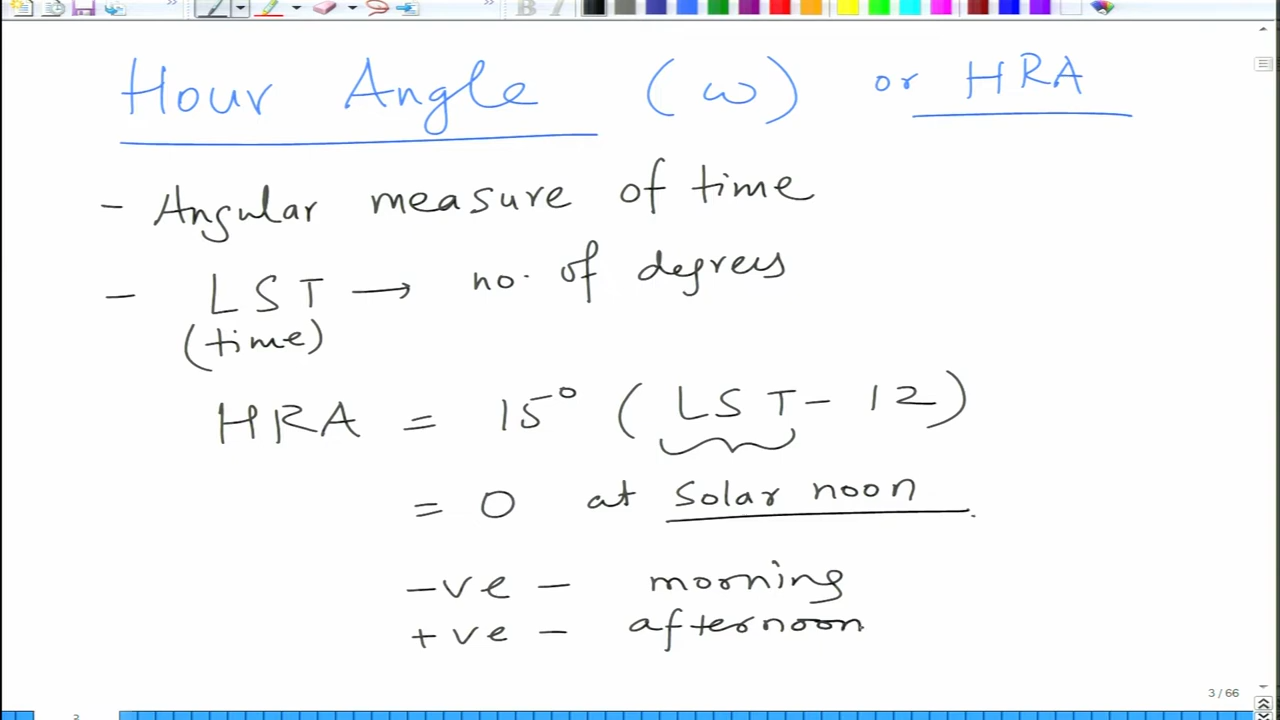 B I
Hour Angle (ω) or HRA
- Angular measure of time
- LST → no. of degrees
(time)
HRA = 15° (LST - 12)
= 0 at solar noon.
-ve - morning
+ve - afternoon
3 / 66